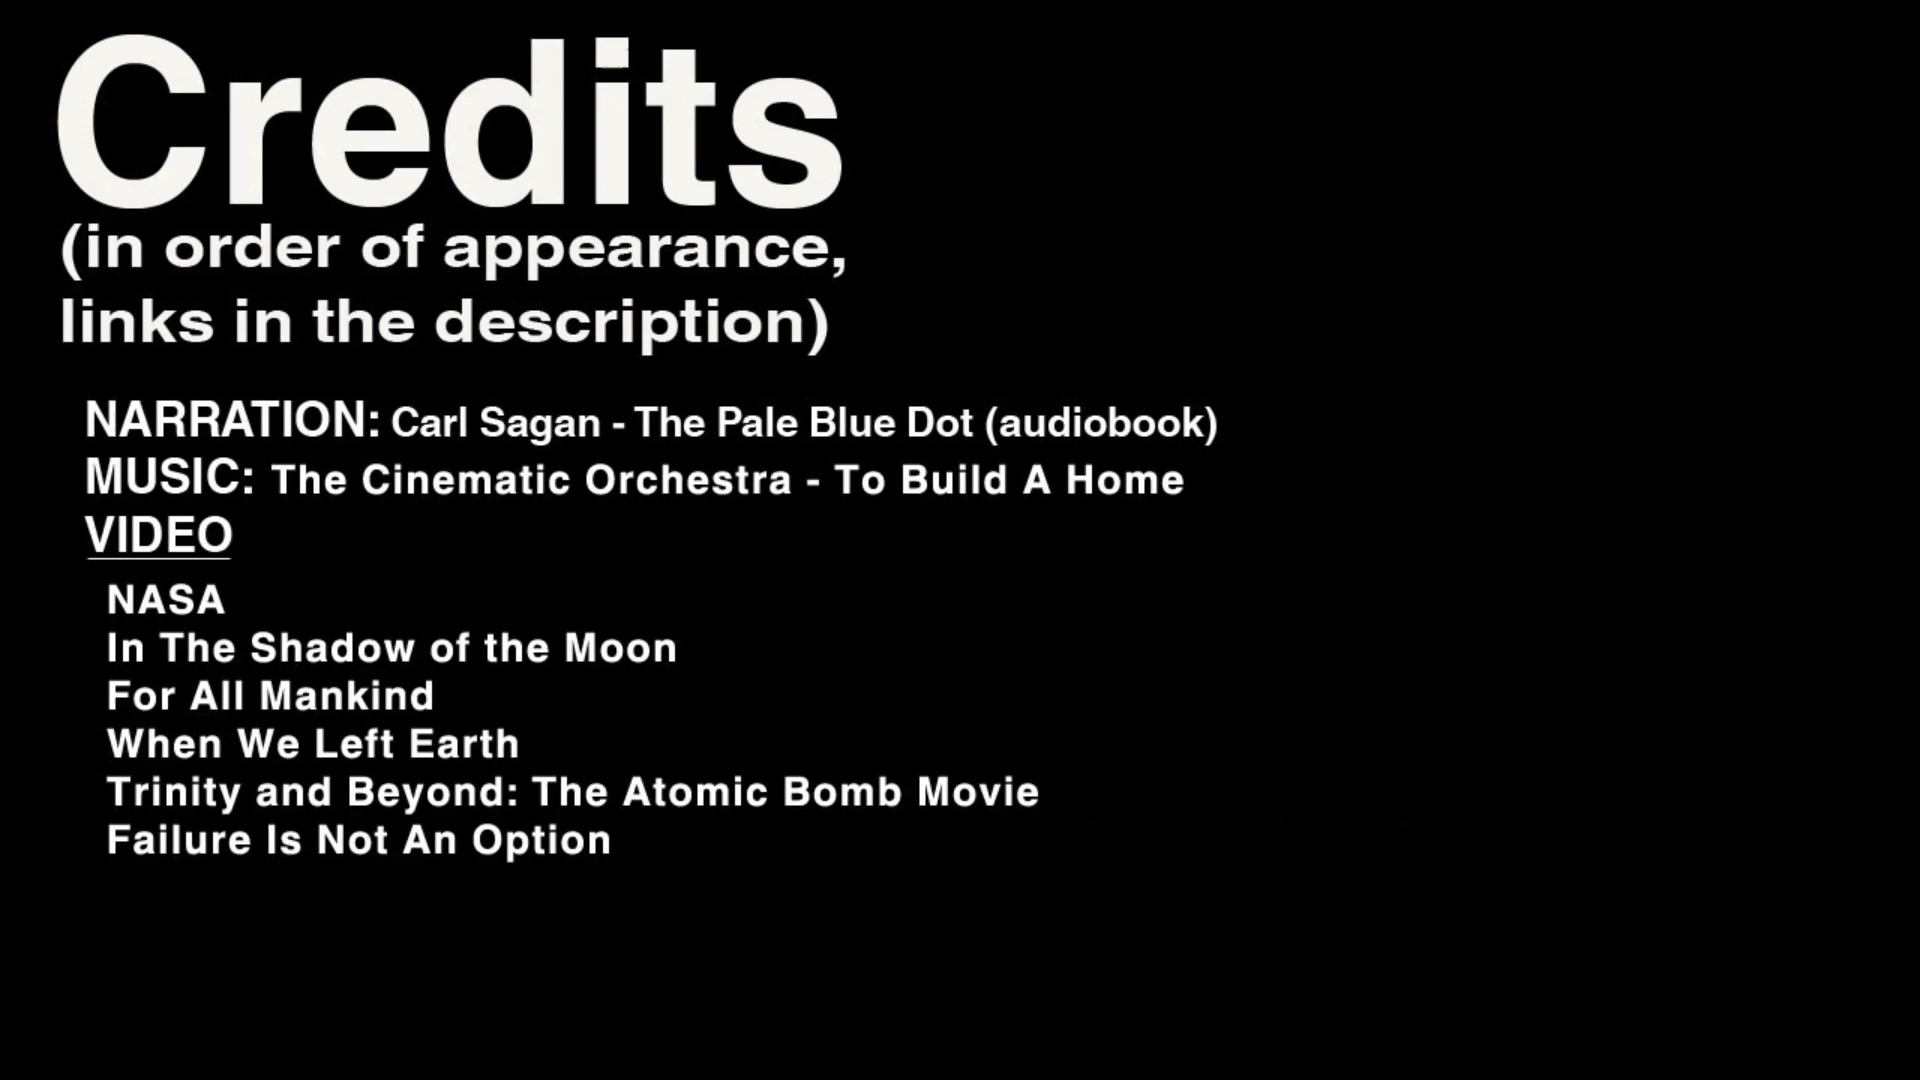 Credits
(in order of appearance,
links in the description)
NARRATION: Carl Sagan - The Pale Blue Dot (audiobook)
MUSIC: The Cinematic Orchestra - To Build A Home
VIDEO
NASA
In The Shadow of the Moon
For All Mankind
When We Left Earth
Trinity and Beyond: The Atomic Bomb Movie
Failure Is Not An Option